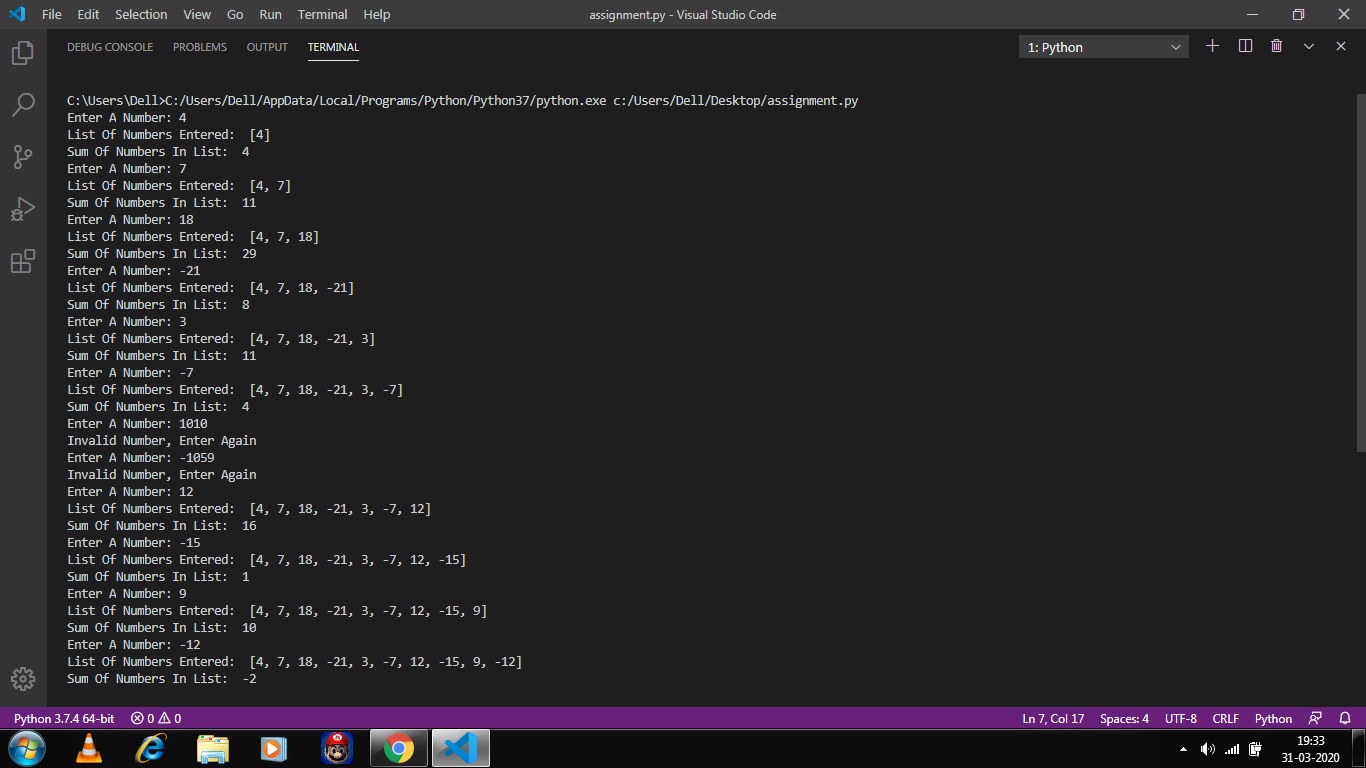 File Edit Selection View Go Run Terminal Help assignment.py - Visual Studio Code
DEBUG CONSOLE PROBLEMS OUTPUT TERMINAL 1: Python
C:\Users\Dell>C:/Users/Dell/AppData/Local/Programs/Python/Python37/python.exe c:/Users/Dell/Desktop/assignment.py
Enter A Number: 4
List Of Numbers Entered:  [4]
Sum Of Numbers In List:  4
Enter A Number: 7
List Of Numbers Entered:  [4, 7]
Sum Of Numbers In List:  11
Enter A Number: 18
List Of Numbers Entered:  [4, 7, 18]
Sum Of Numbers In List:  29
Enter A Number: -21
List Of Numbers Entered:  [4, 7, 18, -21]
Sum Of Numbers In List:  8
Enter A Number: 3
List Of Numbers Entered:  [4, 7, 18, -21, 3]
Sum Of Numbers In List:  11
Enter A Number: -7
List Of Numbers Entered:  [4, 7, 18, -21, 3, -7]
Sum Of Numbers In List:  4
Enter A Number: 1010
Invalid Number, Enter Again
Enter A Number: -1059
Invalid Number, Enter Again
Enter A Number: 12
List Of Numbers Entered:  [4, 7, 18, -21, 3, -7, 12]
Sum Of Numbers In List:  16
Enter A Number: -15
List Of Numbers Entered:  [4, 7, 18, -21, 3, -7, 12, -15]
Sum Of Numbers In List:  1
Enter A Number: 9
List Of Numbers Entered:  [4, 7, 18, -21, 3, -7, 12, -15, 9]
Sum Of Numbers In List:  10
Enter A Number: -12
List Of Numbers Entered:  [4, 7, 18, -21, 3, -7, 12, -15, 9, -12]
Sum Of Numbers In List:  -2
Python 3.7.4 64-bit 0 0 Ln 7, Col 17 Spaces: 4 UTF-8 CRLF Python
19:33
31-03-2020